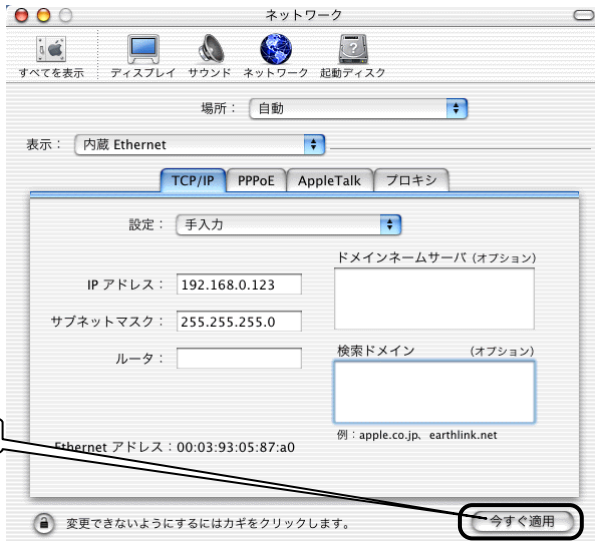 ネットワーク
すべてを表示 ディスプレイ サウンド ネットワーク 起動ディスク
場所： 自動
表示： 内蔵 Ethernet
TCP/IP PPPoE AppleTalk プロキシ
設定： 手入力
ドメインネームサーバ (オプション)
IP アドレス： 192.168.0.123
サブネットマスク： 255.255.255.0
ルータ：
検索ドメイン (オプション)
例：apple.co.jp、earthlink.net
Ethernet アドレス：00:03:93:05:87:a0
変更できないようにするにはカギをクリックします。
今すぐ適用